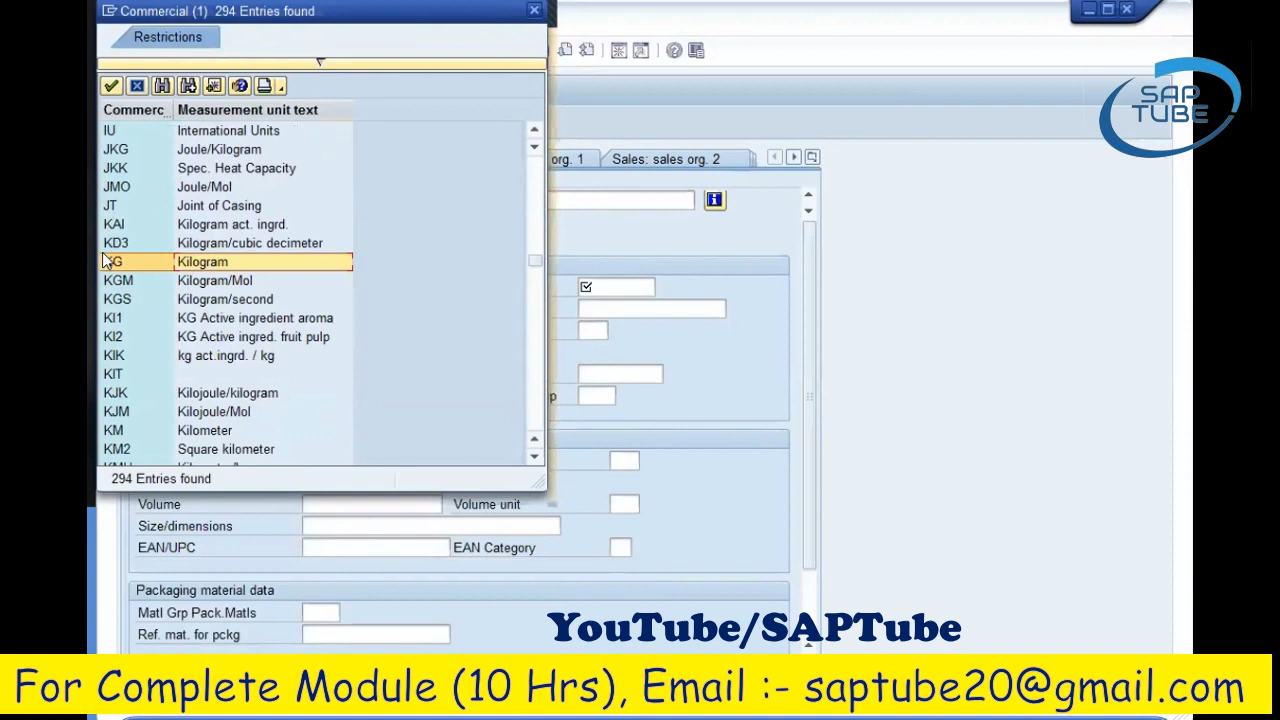 Commercial (1) 294 Entries found
Restrictions
Commerc... Measurement unit text
IU International Units
JKG Joule/Kilogram
JKK Spec. Heat Capacity
JMO Joule/Mol
JT Joint of Casing
KAI Kilogram act. ingrd.
KD3 Kilogram/cubic decimeter
KG Kilogram
KGM Kilogram/Mol
KGS Kilogram/second
KI1 KG Active ingredient aroma
KI2 KG Active ingred. fruit pulp
KIK kg act.ingrd. / kg
KIT
KJK Kilojoule/kilogram
KJM Kilojoule/Mol
KM Kilometer
KM2 Square kilometer
294 Entries found
SAP
TUBE
org. 1 Sales: sales org. 2
p
Volume Volume unit
Size/dimensions
EAN/UPC EAN Category
Packaging material data
Matl Grp Pack.Matls
Ref. mat. for pckg
YouTube/SAPTube
For Complete Module (10 Hrs), Email :- saptube20@gmail.com